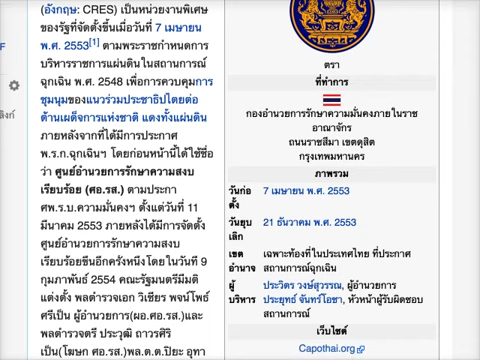 (อังกฤษ: CRES) เป็นหน่วยงานพิเศษ
ของรัฐที่จัดตั้งขึ้นเมื่อวันที่ 7 เมษายน
พ.ศ. 2553[1] ตามพระราชกำหนดการ
บริหารราชการแผ่นดินในสถานการณ์
ฉุกเฉิน พ.ศ. 2548 เพื่อการควบคุมการ
ชุมนุมของแนวร่วมประชาธิปไตยต่อ
ต้านเผด็จการแห่งชาติ แดงทั้งแผ่นดิน
ภายหลังจากที่ได้มีการประกาศ
พ.ร.ก.ฉุกเฉินฯ โดยก่อนหน้านี้ได้ใช้ชื่อ
ว่า ศูนย์อำนวยการรักษาความสงบ
เรียบร้อย (ศอ.รส.) ตามประกา
ศพ.ร.บ.ความมั่นคงฯ ตั้งแต่วันที่ 11
มีนาคม 2553 ภายหลังได้มีการจัดตั้ง
ศูนย์อำนวยการรักษาความสงบ
เรียบร้อยขึ้นอีกครั้งหนึ่งโดยในวันที่ 9
กุมภาพันธ์ 2554 คณะรัฐมนตรีมีมติ
แต่งตั้ง พลตำรวจเอก วิเชียร พจน์โพธิ์
ศรีเป็น ผู้อำนวยการ(ผอ.ศอ.รส.)และ
พลตำรวจตรี ประวุฒิ ถาวรศิริ
เป็น(โฆษก ศอ.รส.)พล.ต.ต.ปิยะ อุทา
ตรา
ที่ทำการ
กองอำนวยการรักษาความมั่นคงภายในราช
อาณาจักร
ถนนราชสีมา เขตดุสิต
กรุงเทพมหานคร
ภาพรวม
วันก่อ
ตั้ง
7 เมษายน พ.ศ. 2553
วันยุบ
เลิก
21 ธันวาคม พ.ศ. 2553
เขต
อำนาจ
เฉพาะท้องที่ในประเทศไทย ที่ประกาศ
สถานการณ์ฉุกเฉิน
ผู้
บริหาร
ประวิตร วงษ์สุวรรณ, ผู้อำนวยการ
ประยุทธ์ จันทร์โอชา, หัวหน้าผู้รับผิดชอบ
สถานการณ์
เว็บไซต์
Capothai.org